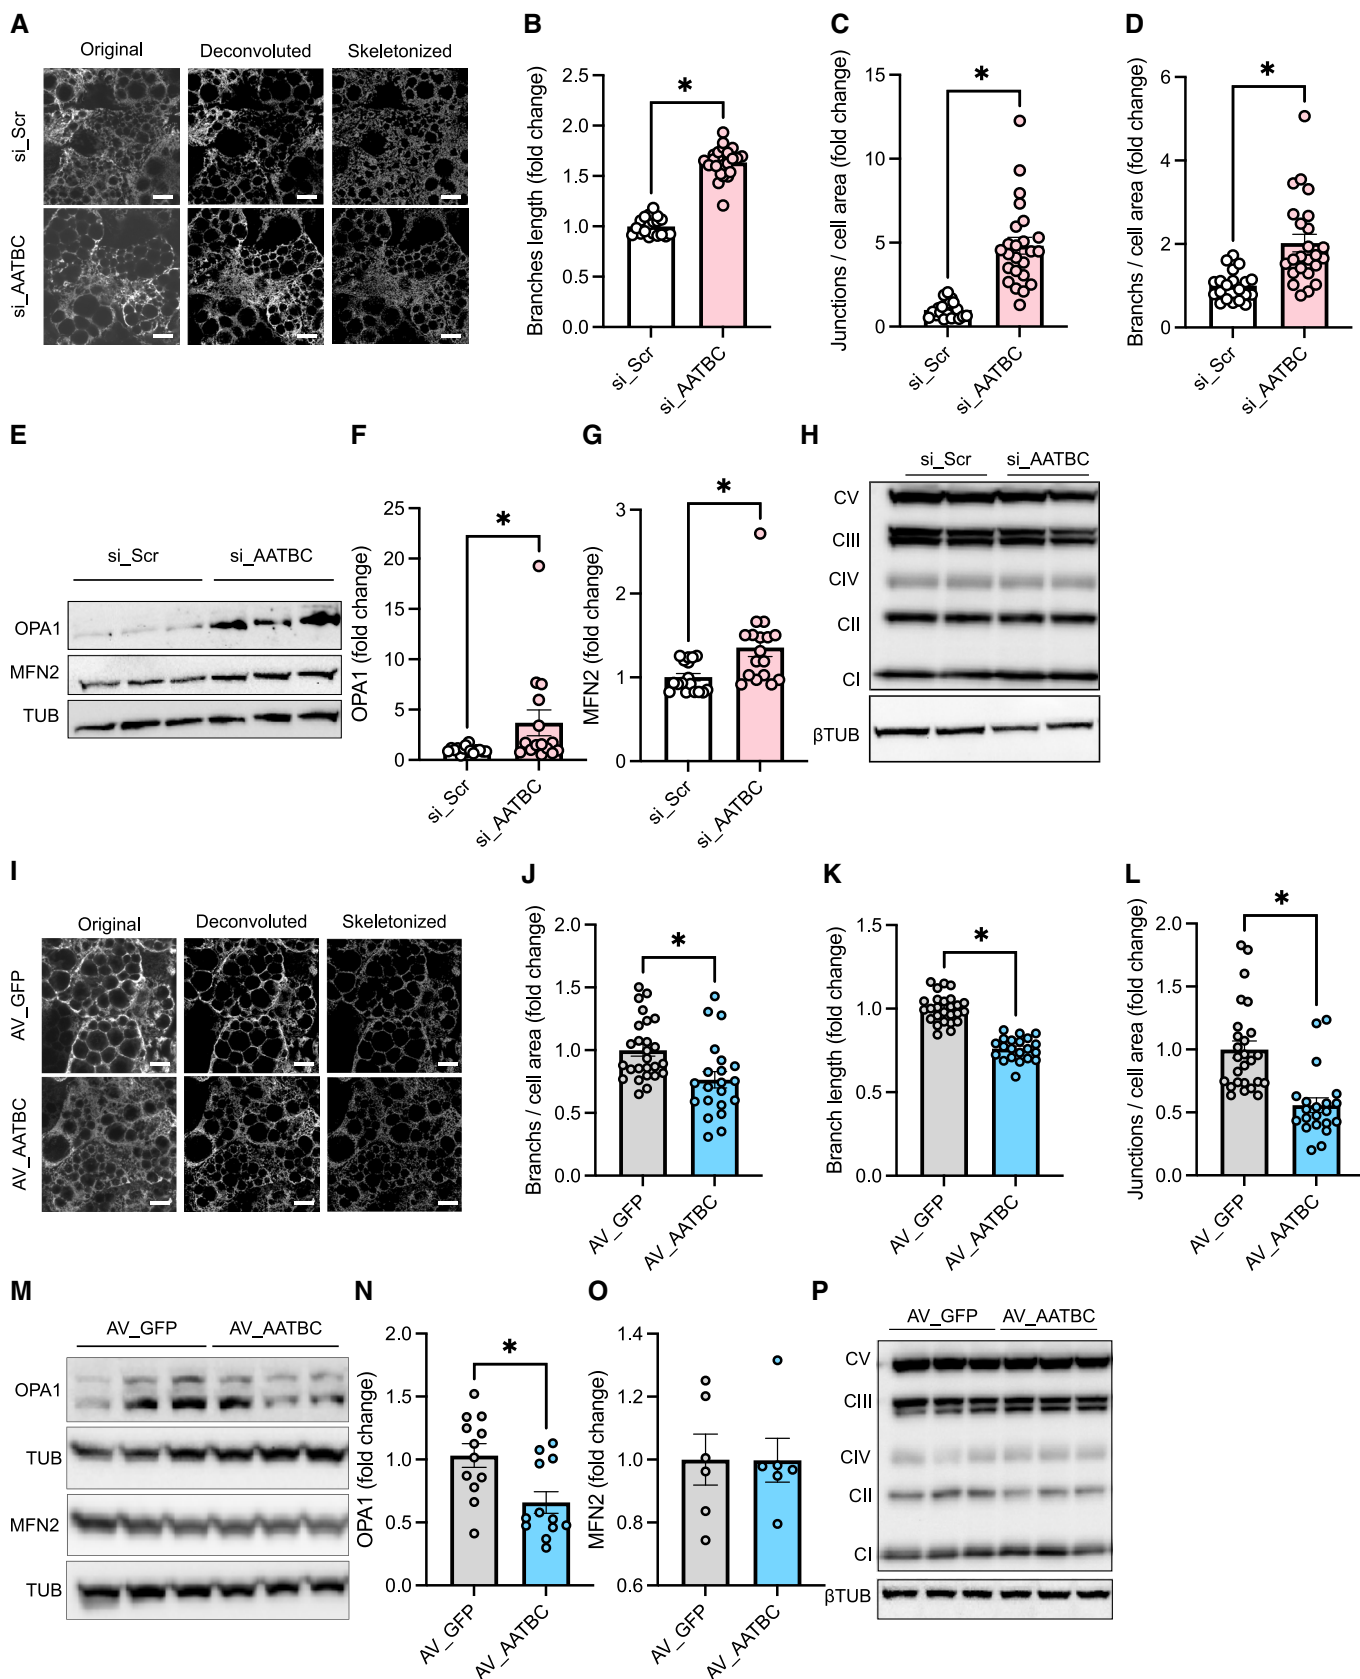 A
Original
Deconvoluted
Skeletonized
si_Scr
si_AATBC
B
Branches length (fold change)
2.5
2.0
1.5
1.0
0.5
0.0
*
si_Scr
si_AATBC
C
Junctions / cell area (fold change)
15
10
5
0
*
si_Scr
si_AATBC
D
Branchs / cell area (fold change)
6
4
2
0
*
si_Scr
si_AATBC
E
si_Scr
si_AATBC
OPA1
MFN2
TUB
F
OPA1 (fold change)
25
20
15
10
5
0
*
si_Scr
si_AATBC
G
MFN2 (fold change)
3
2
1
0
*
si_Scr
si_AATBC
H
si_Scr
si_AATBC
CV
CIII
CIV
CII
CI
βTUB
I
Original
Deconvoluted
Skeletonized
AV_GFP
AV_AATBC
J
Branchs / cell area (fold change)
2.0
1.5
1.0
0.5
0.0
*
AV_GFP
AV_AATBC
K
Branch length (fold change)
1.5
1.0
0.5
0.0
*
AV_GFP
AV_AATBC
L
Junctions / cell area (fold change)
2.0
1.5
1.0
0.5
0.0
*
AV_GFP
AV_AATBC
M
AV_GFP
AV_AATBC
OPA1
TUB
MFN2
TUB
N
OPA1 (fold change)
2.0
1.5
1.0
0.5
0.0
*
AV_GFP
AV_AATBC
O
MFN2 (fold change)
1.4
1.2
1.0
0.8
0.6
AV_GFP
AV_AATBC
P
AV_GFP
AV_AATBC
CV
CIII
CIV
CII
CI
βTUB